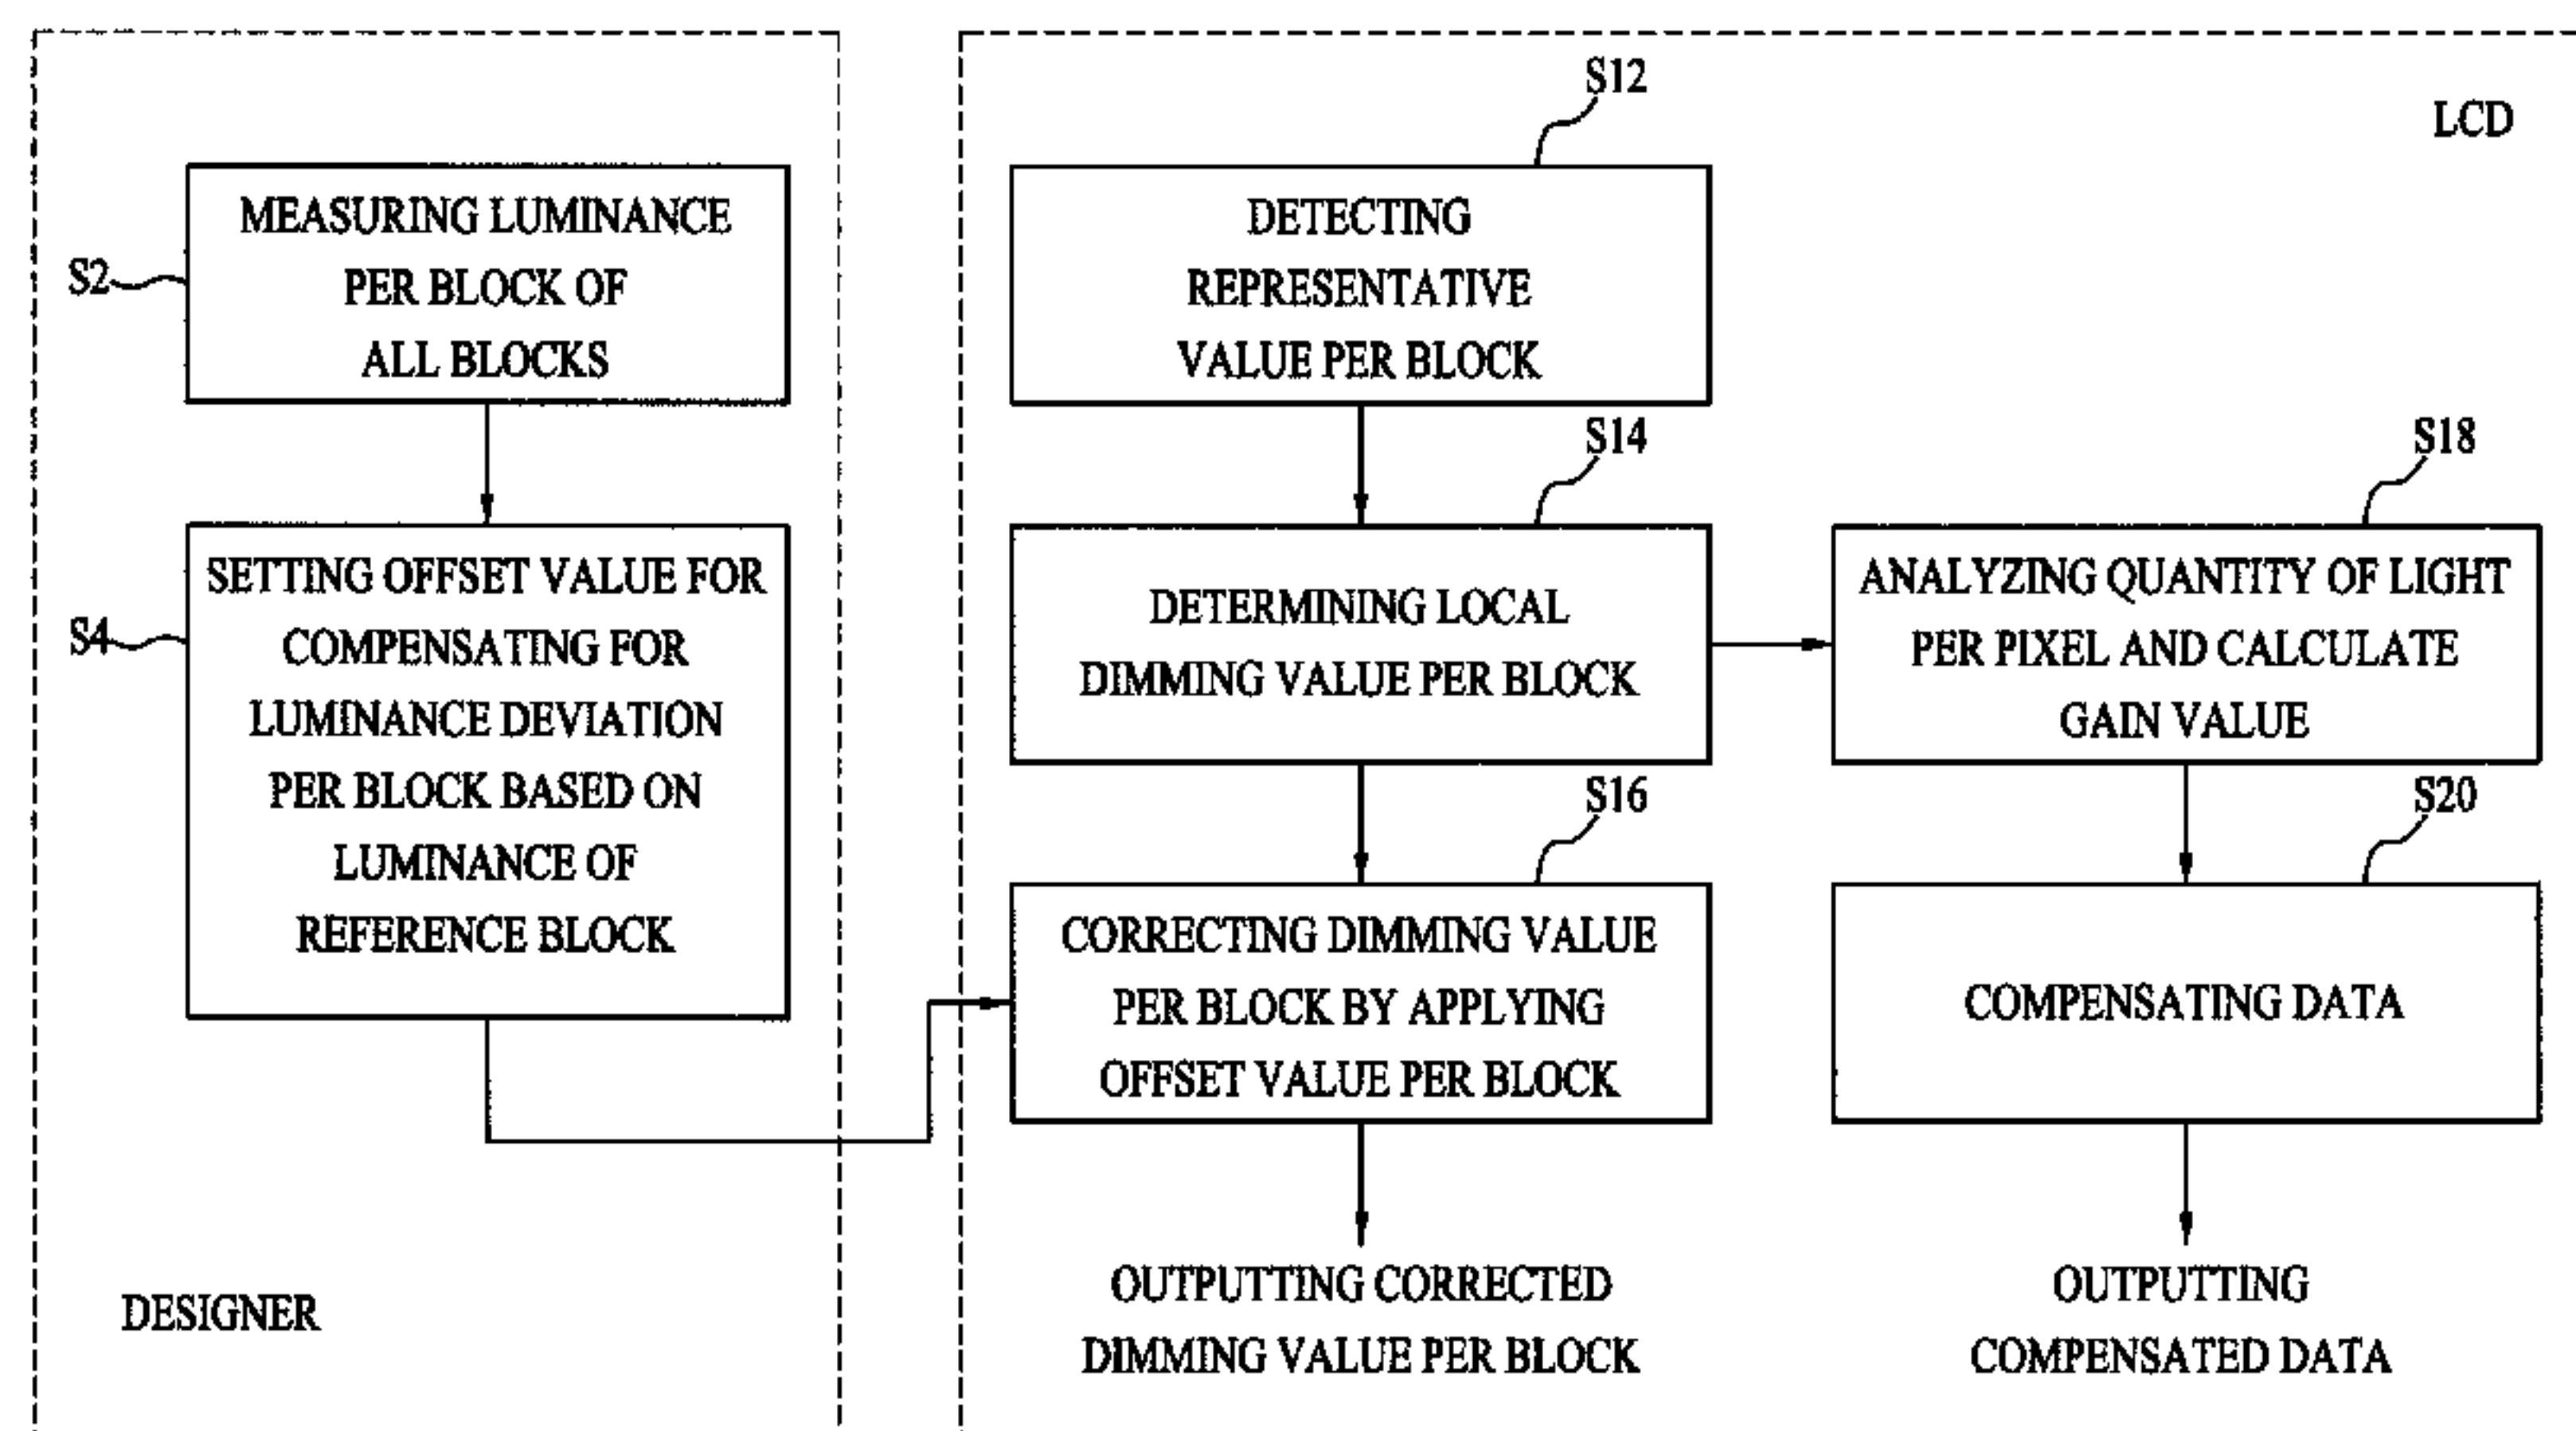 S2
MEASURING LUMINANCE
PER BLOCK OF
ALL BLOCKS
S4
SETTING OFFSET VALUE FOR
COMPENSATING FOR
LUMINANCE DEVIATION
PER BLOCK BASED ON
LUMINANCE OF
REFERENCE BLOCK
DESIGNER
LCD
S12
DETECTING
REPRESENTATIVE
VALUE PER BLOCK
S14
DETERMINING LOCAL
DIMMING VALUE PER BLOCK
S16
CORRECTING DIMMING VALUE
PER BLOCK BY APPLYING
OFFSET VALUE PER BLOCK
OUTPUTTING CORRECTED
DIMMING VALUE PER BLOCK
S18
ANALYZING QUANTITY OF LIGHT
PER PIXEL AND CALCULATE
GAIN VALUE
S20
COMPENSATING DATA
OUTPUTTING
COMPENSATED DATA